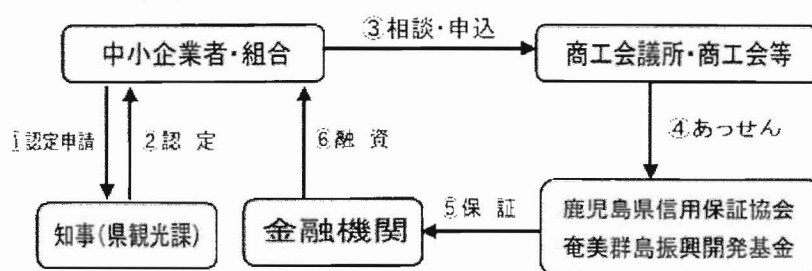 ③相談・申込
中小企業者・組合
商工会議所・商工会等
①認定申請
②認 定
⑥融 資
④あっせん
知事(県観光課)
金融機関
⑤保 証
鹿児島県信用保証協会
奄美群島振興開発基金